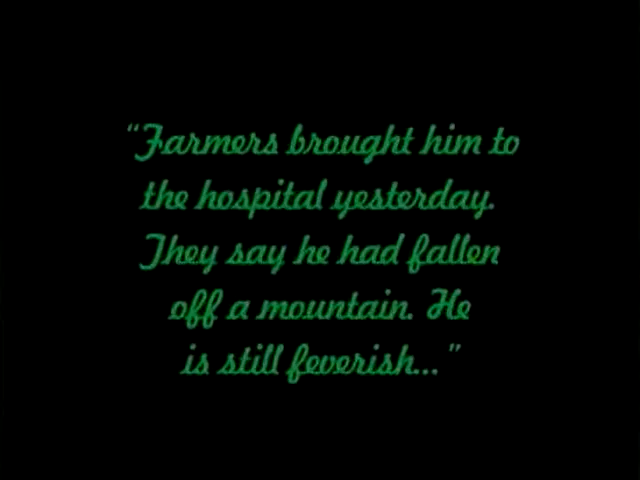 "Farmers brought him to
the hospital yesterday.
They say he had fallen
off a mountain. He
is still feverish..."